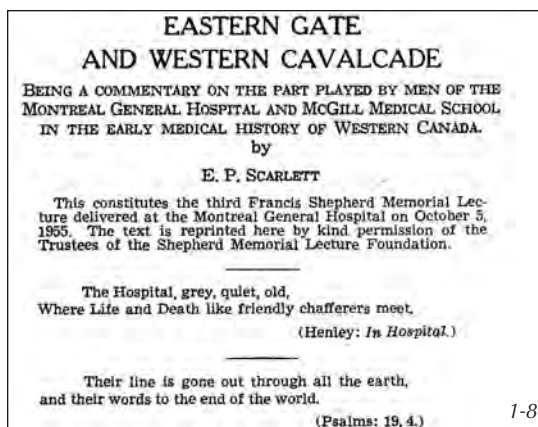 EASTERN GATE
AND WESTERN CAVALCADE
BEING A COMMENTARY ON THE PART PLAYED BY MEN OF THE
MONTREAL GENERAL HOSPITAL AND MCGILL MEDICAL SCHOOL
IN THE EARLY MEDICAL HISTORY OF WESTERN CANADA.
by
E. P. SCARLETT
This constitutes the third Francis Shepherd Memorial Lec-
ture delivered at the Montreal General Hospital on October 5,
1955. The text is reprinted here by kind permission of the
Trustees of the Shepherd Memorial Lecture Foundation.
The Hospital, grey, quiet, old,
Where Life and Death like friendly chafferers meet.
(Henley: In Hospital.)
Their line is gone out through all the earth,
and their words to the end of the world.
(Psalms: 19, 4.)
1-8